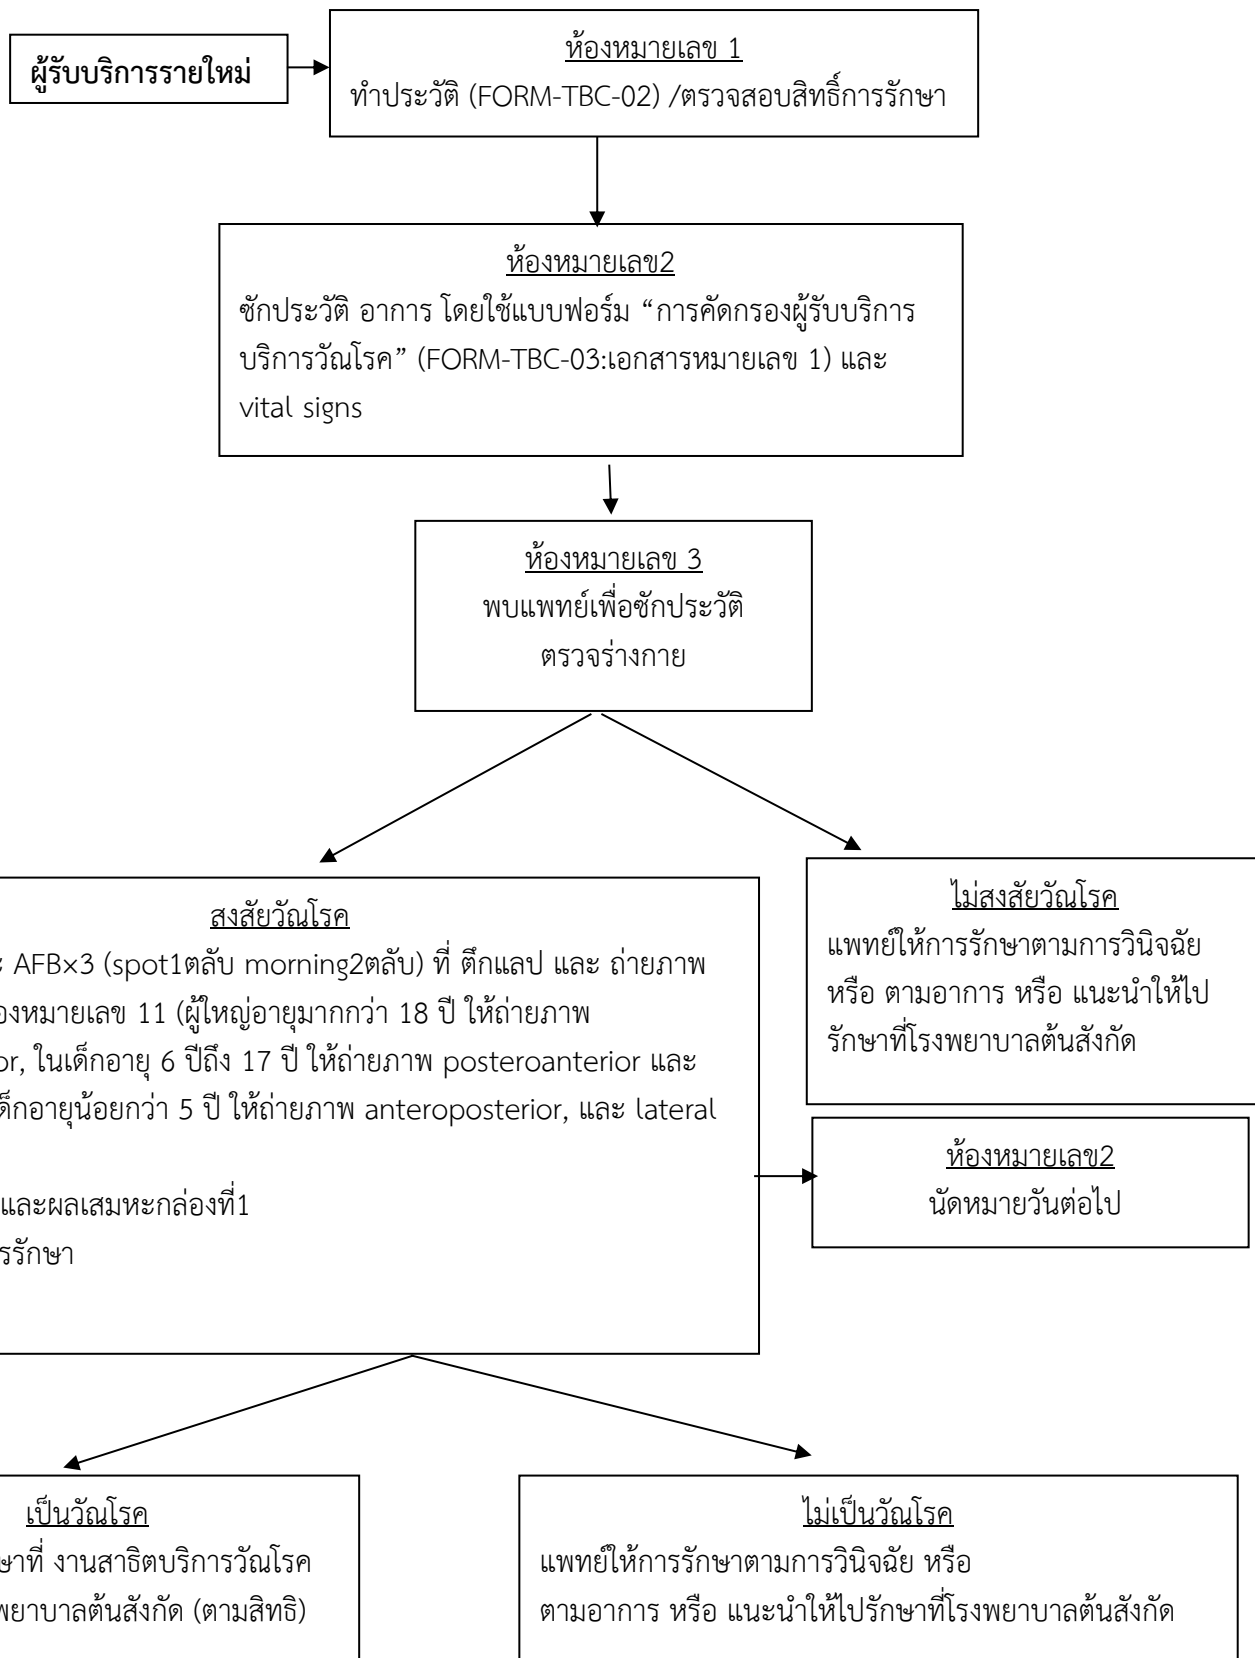 ผู้รับบริการรายใหม่
ห้องหมายเลข 1
ทำประวัติ (FORM-TBC-02) /ตรวจสอบสิทธิ์การรักษา
ห้องหมายเลข2
ซักประวัติ อาการ โดยใช้แบบฟอร์ม “การคัดกรองผู้รับบริการ
บริการวัณโรค” (FORM-TBC-03:เอกสารหมายเลข 1) และ
vital signs
ห้องหมายเลข 3
พบแพทย์เพื่อซักประวัติ
ตรวจร่างกาย
สงสัยวัณโรค
AFB×3 (spot1ตลับ morning2ตลับ) ที่ ตึกแลป และ ถ่ายภาพ
องหมายเลข 11 (ผู้ใหญ่อายุมากกว่า 18 ปี ให้ถ่ายภาพ
or, ในเด็กอายุ 6 ปีถึง 17 ปี ให้ถ่ายภาพ posteroanterior และ
ด็กอายุน้อยกว่า 5 ปี ให้ถ่ายภาพ anteroposterior, และ lateral
และผลเสมหะกล่องที่1
รรักษา
ไม่สงสัยวัณโรค
แพทย์ให้การรักษาตามการวินิจฉัย
หรือ ตามอาการ หรือ แนะนำให้ไป
รักษาที่โรงพยาบาลต้นสังกัด
ห้องหมายเลข2
นัดหมายวันต่อไป
เป็นวัณโรค
ษาที่ งานสาธิตบริการวัณโรค
พยาบาลต้นสังกัด (ตามสิทธิ)
ไม่เป็นวัณโรค
แพทย์ให้การรักษาตามการวินิจฉัย หรือ
ตามอาการ หรือ แนะนำให้ไปรักษาที่โรงพยาบาลต้นสังกัด